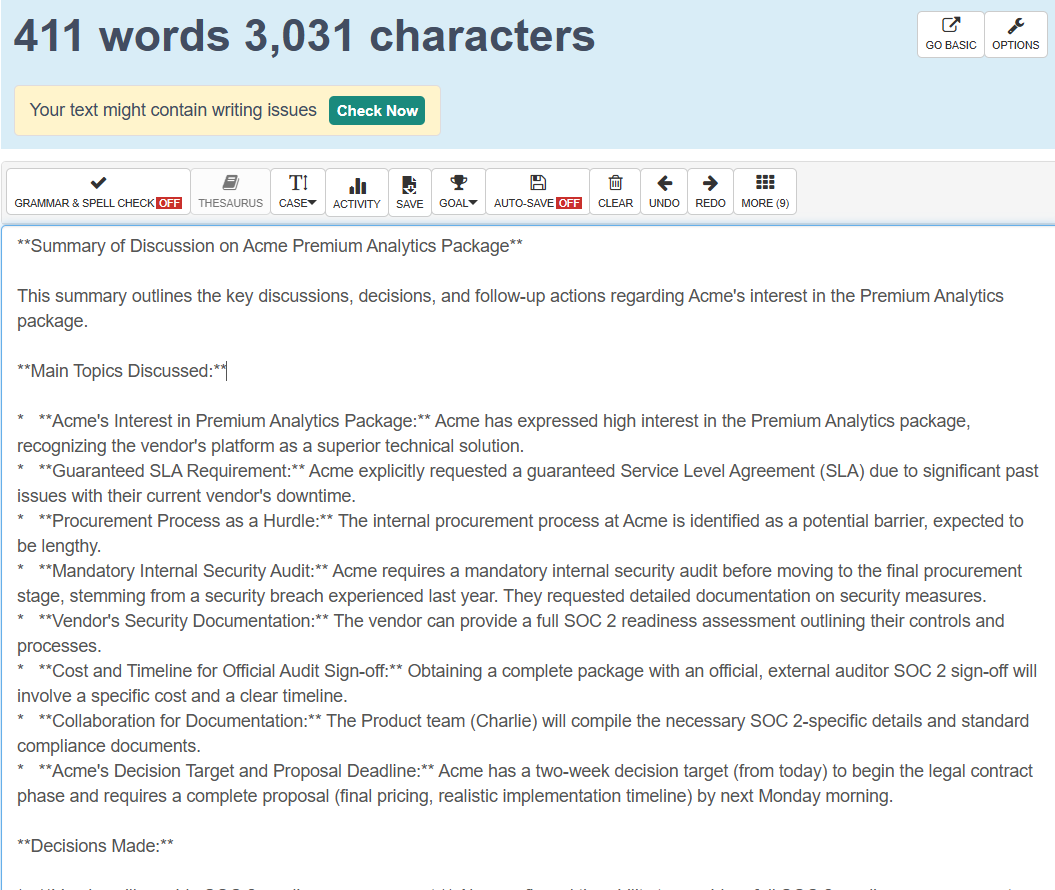 411 words 3,031 characters
GO BASIC
OPTIONS
Your text might contain writing issues Check Now
GRAMMAR & SPELL CHECK OFF
THESAURUS
CASE
ACTIVITY
SAVE
GOAL
AUTO-SAVE OFF
CLEAR
UNDO
REDO
MORE (9)
**Summary of Discussion on Acme Premium Analytics Package**
This summary outlines the key discussions, decisions, and follow-up actions regarding Acme's interest in the Premium Analytics
package.
**Main Topics Discussed:**
* **Acme's Interest in Premium Analytics Package:** Acme has expressed high interest in the Premium Analytics package,
recognizing the vendor's platform as a superior technical solution.
* **Guaranteed SLA Requirement:** Acme explicitly requested a guaranteed Service Level Agreement (SLA) due to significant past
issues with their current vendor's downtime.
* **Procurement Process as a Hurdle:** The internal procurement process at Acme is identified as a potential barrier, expected to
be lengthy.
* **Mandatory Internal Security Audit:** Acme requires a mandatory internal security audit before moving to the final procurement
stage, stemming from a security breach experienced last year. They requested detailed documentation on security measures.
* **Vendor's Security Documentation:** The vendor can provide a full SOC 2 readiness assessment outlining their controls and
processes.
* **Cost and Timeline for Official Audit Sign-off:** Obtaining a complete package with an official, external auditor SOC 2 sign-off will
involve a specific cost and a clear timeline.
* **Collaboration for Documentation:** The Product team (Charlie) will compile the necessary SOC 2-specific details and standard
compliance documents.
* **Acme's Decision Target and Proposal Deadline:** Acme has a two-week decision target (from today) to begin the legal contract
phase and requires a complete proposal (final pricing, realistic implementation timeline) by next Monday morning.
**Decisions Made:**